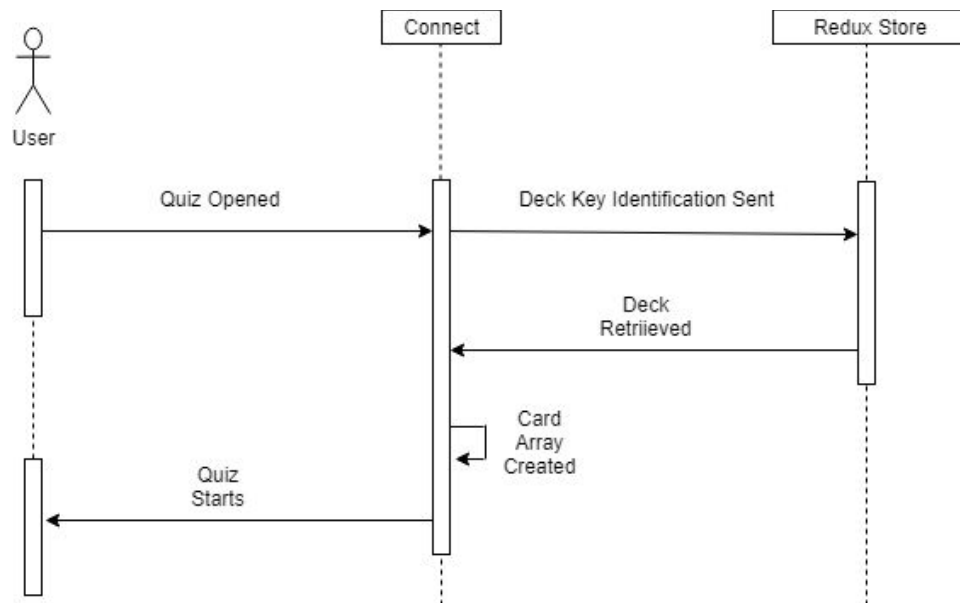 Connect
Redux Store
User
Quiz Opened
Deck Key Identification Sent
Deck
Retriieved
Card
Array
Created
Quiz
Starts